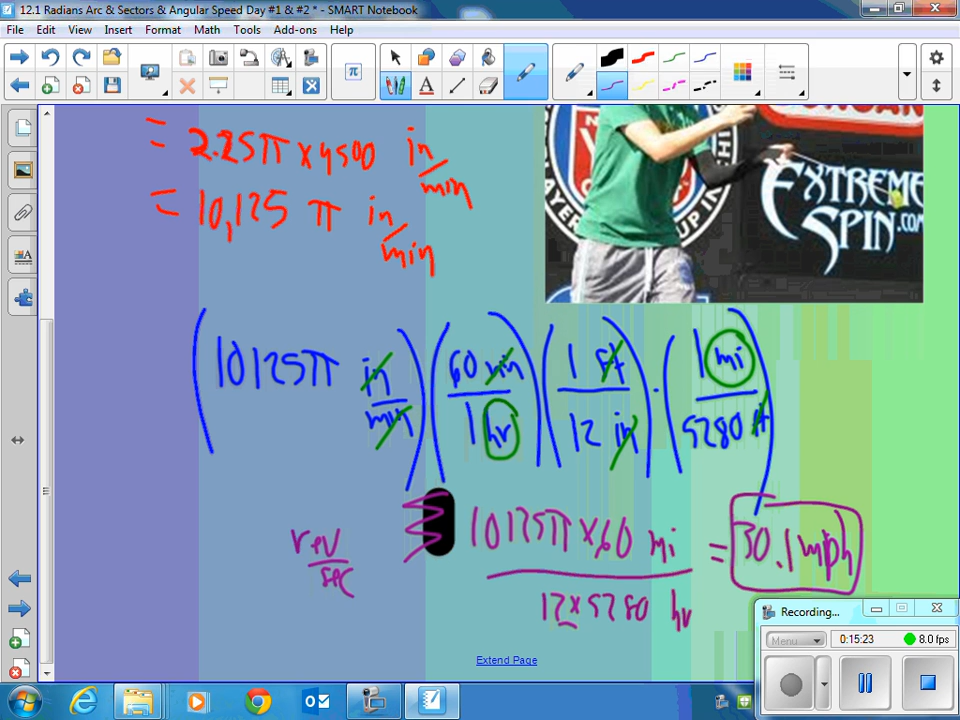 12.1 Radians Arc & Sectors & Angular Speed Day #1 & #2 * - SMART Notebook
File Edit View Insert Format Math Tools Add-ons Help
= 2.25π x 4500 in/min
= 10,125 π in/min
EXTREME
SPIN.COM
(10125π in/min)(60 min/1 hr)(1 ft/12 in)·(1 mi/5280 ft)
rev/sec
10125π x 60 mi / 12 x 5280 hr = 30.1 mph
Extend Page
Recording...
Menu 0:15:23 8.0 fps